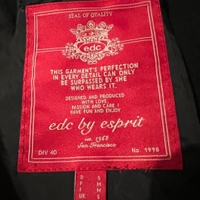 SEAL OF QUALITY
edc
THIS GARMENT'S PERFECTION
IN EVERY DETAIL CAN ONLY
BE SURPASSED BY SHE
WHO WEARS IT.
DESIGNED AND PRODUCED
WITH LOVE,
PASSION AND CARE!
HAVE FUN AND ENJOY
edc by esprit
est. 1968
San Francisco
DIV 40
No. 1998